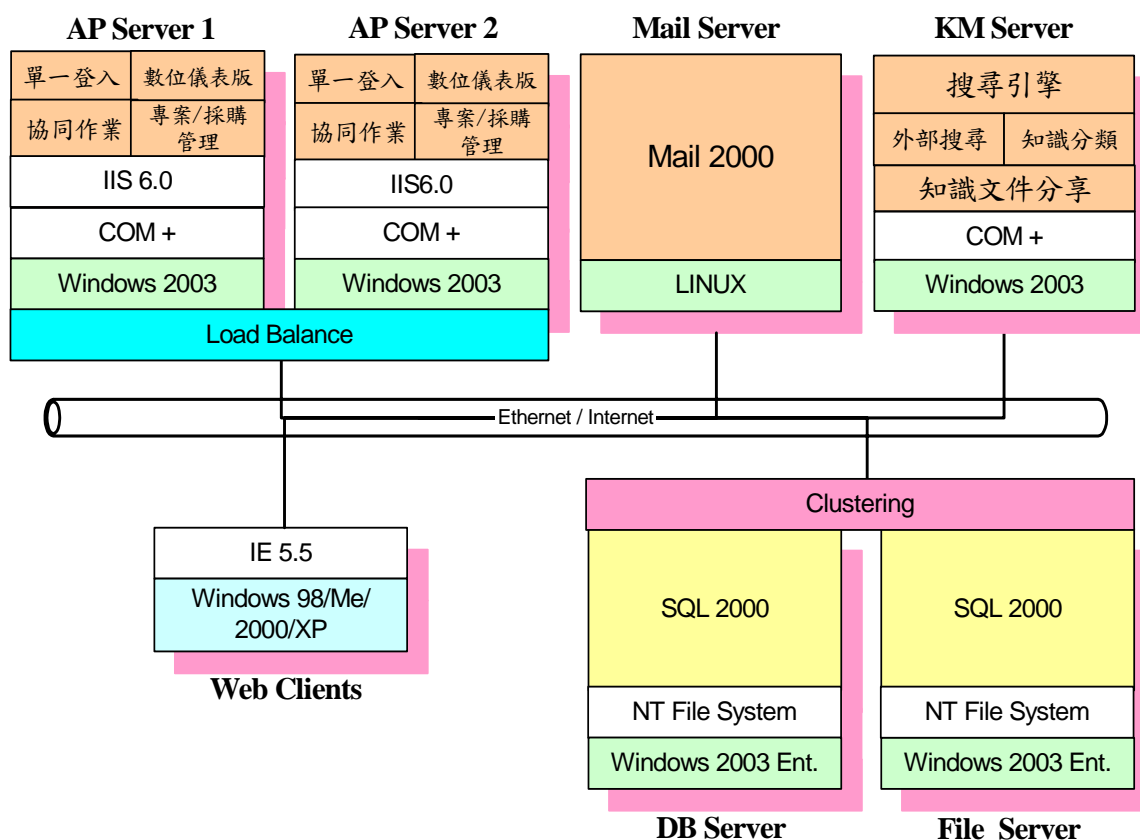 AP Server 1
AP Server 2
Mail Server
KM Server
單一登入
數位儀表版
協同作業
專案/採購
管理
IIS 6.0
COM +
Windows 2003
單一登入
數位儀表版
協同作業
專案/採購
管理
IIS6.0
COM +
Windows 2003
Load Balance
Mail 2000
LINUX
搜尋引擎
外部搜尋
知識分類
知識文件分享
COM +
Windows 2003
Ethernet / Internet
IE 5.5
Windows 98/Me/
2000/XP
Web Clients
Clustering
SQL 2000
NT File System
Windows 2003 Ent.
DB Server
SQL 2000
NT File System
Windows 2003 Ent.
File Server